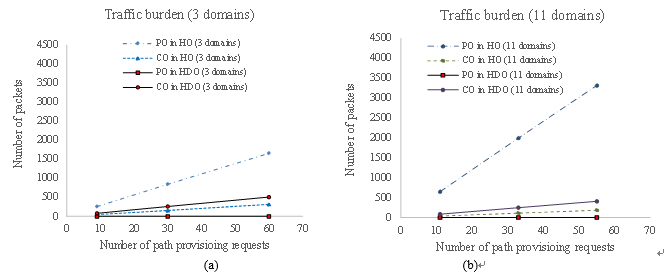 Traffic burden (3 domains)
4500
4000
3500
3000
2500
2000
1500
1000
500
0
Number of packets
PO in HO (3 domains)
CO in HO (3 domains)
PO in HDO (3 domains)
CO in HDO (3 domains)
0 10 20 30 40 50 60 70
Number of path provisioing requests
(a)
Traffic burden (11 domains)
4500
4000
3500
3000
2500
2000
1500
1000
500
0
Number of packets
PO in HO (11 domains)
CO in HO (11 domains)
PO in HDO (11 domains)
CO in HDO (11 domains)
0 10 20 30 40 50 60 70
Number of path provisioing requests
(b)